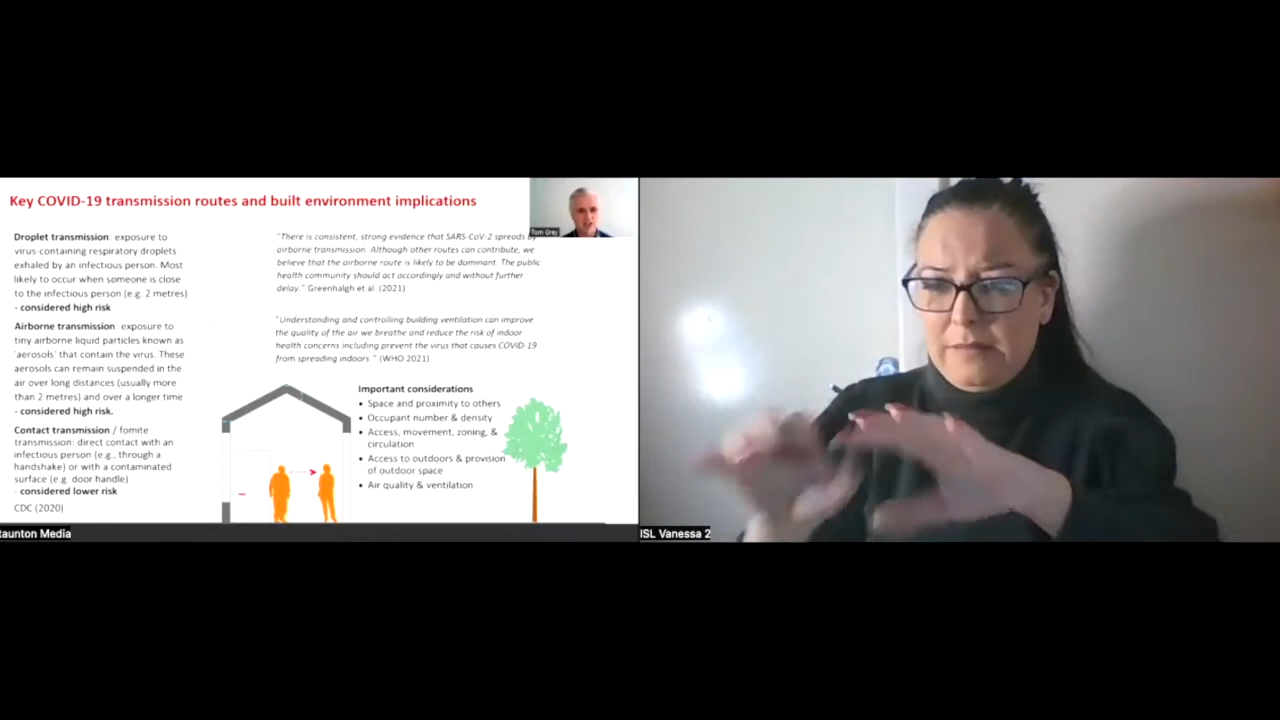 Key COVID-19 transmission routes and built environment implications
Tom Grey
Droplet transmission: exposure to
virus-containing respiratory droplets
exhaled by an infectious person. Most
likely to occur when someone is close
to the infectious person (e.g. 2 metres)
- considered high risk
Airborne transmission: exposure to
tiny airborne liquid particles known as
'aerosols' that contain the virus. These
aerosols can remain suspended in the
air over long distances (usually more
than 2 metres) and over a longer time
- considered high risk.
Contact transmission / fomite
transmission: direct contact with an
infectious person (e.g., through a
handshake) or with a contaminated
surface (e.g. door handle)
- considered lower risk
CDC (2020)
"There is consistent, strong evidence that SARS-CoV-2 spreads by
airborne transmission. Although other routes can contribute, we
believe that the airborne route is likely to be dominant. The public
health community should act accordingly and without further
delay." Greenhalgh et al. (2021)
"Understanding and controlling building ventilation can improve
the quality of the air we breathe and reduce the risk of indoor
health concerns including prevent the virus that causes COVID-19
from spreading indoors." (WHO 2021)
Important considerations
• Space and proximity to others
• Occupant number & density
• Access, movement, zoning, &
circulation
• Access to outdoors & provision
of outdoor space
• Air quality & ventilation
taunton Media
ISL Vanessa 2